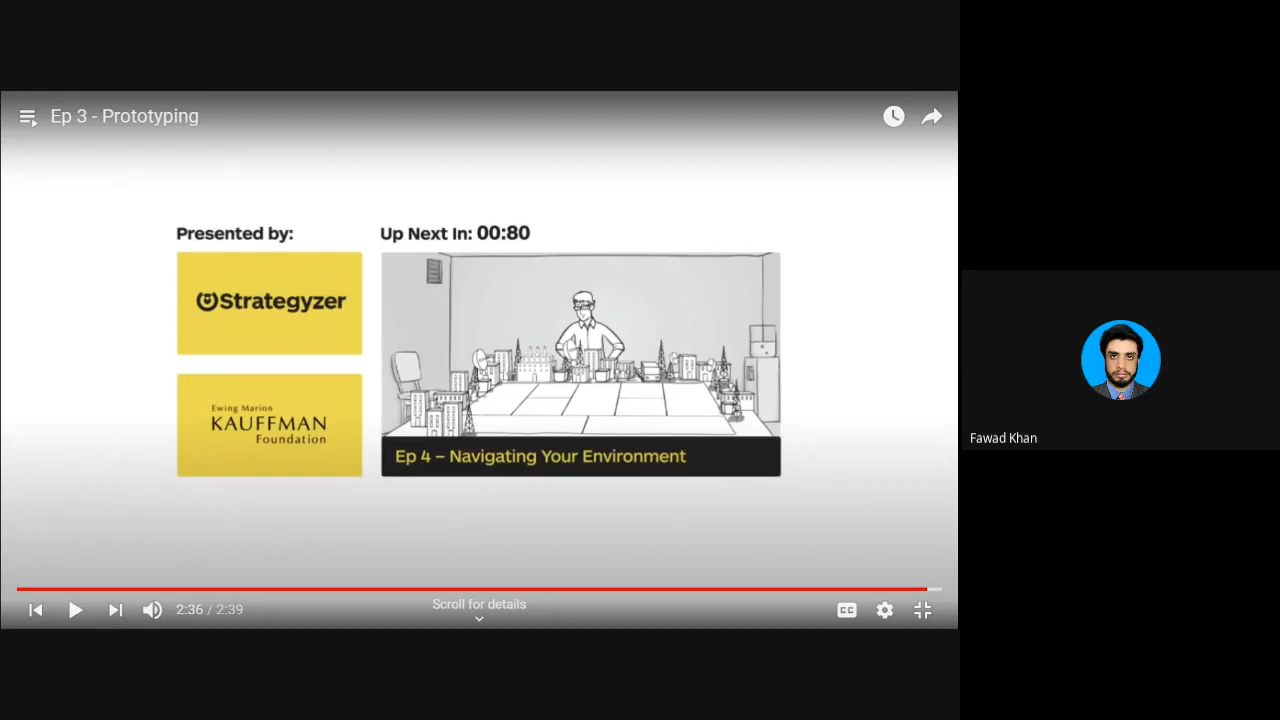 Ep 3 - Prototyping
Presented by:
Up Next In: 00:80
Strategyzer
Ewing Marion
KAUFFMAN
Foundation
Ep 4 – Navigating Your Environment
Fawad Khan
2:36 / 2:39
Scroll for details
CC